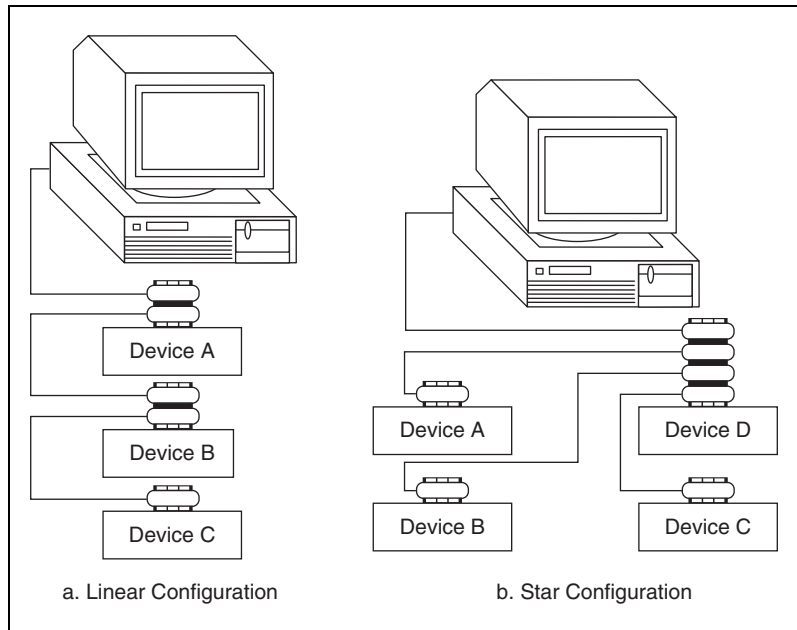 Device A
Device B
Device C
a. Linear Configuration
Device A
Device D
Device B
Device C
b. Star Configuration